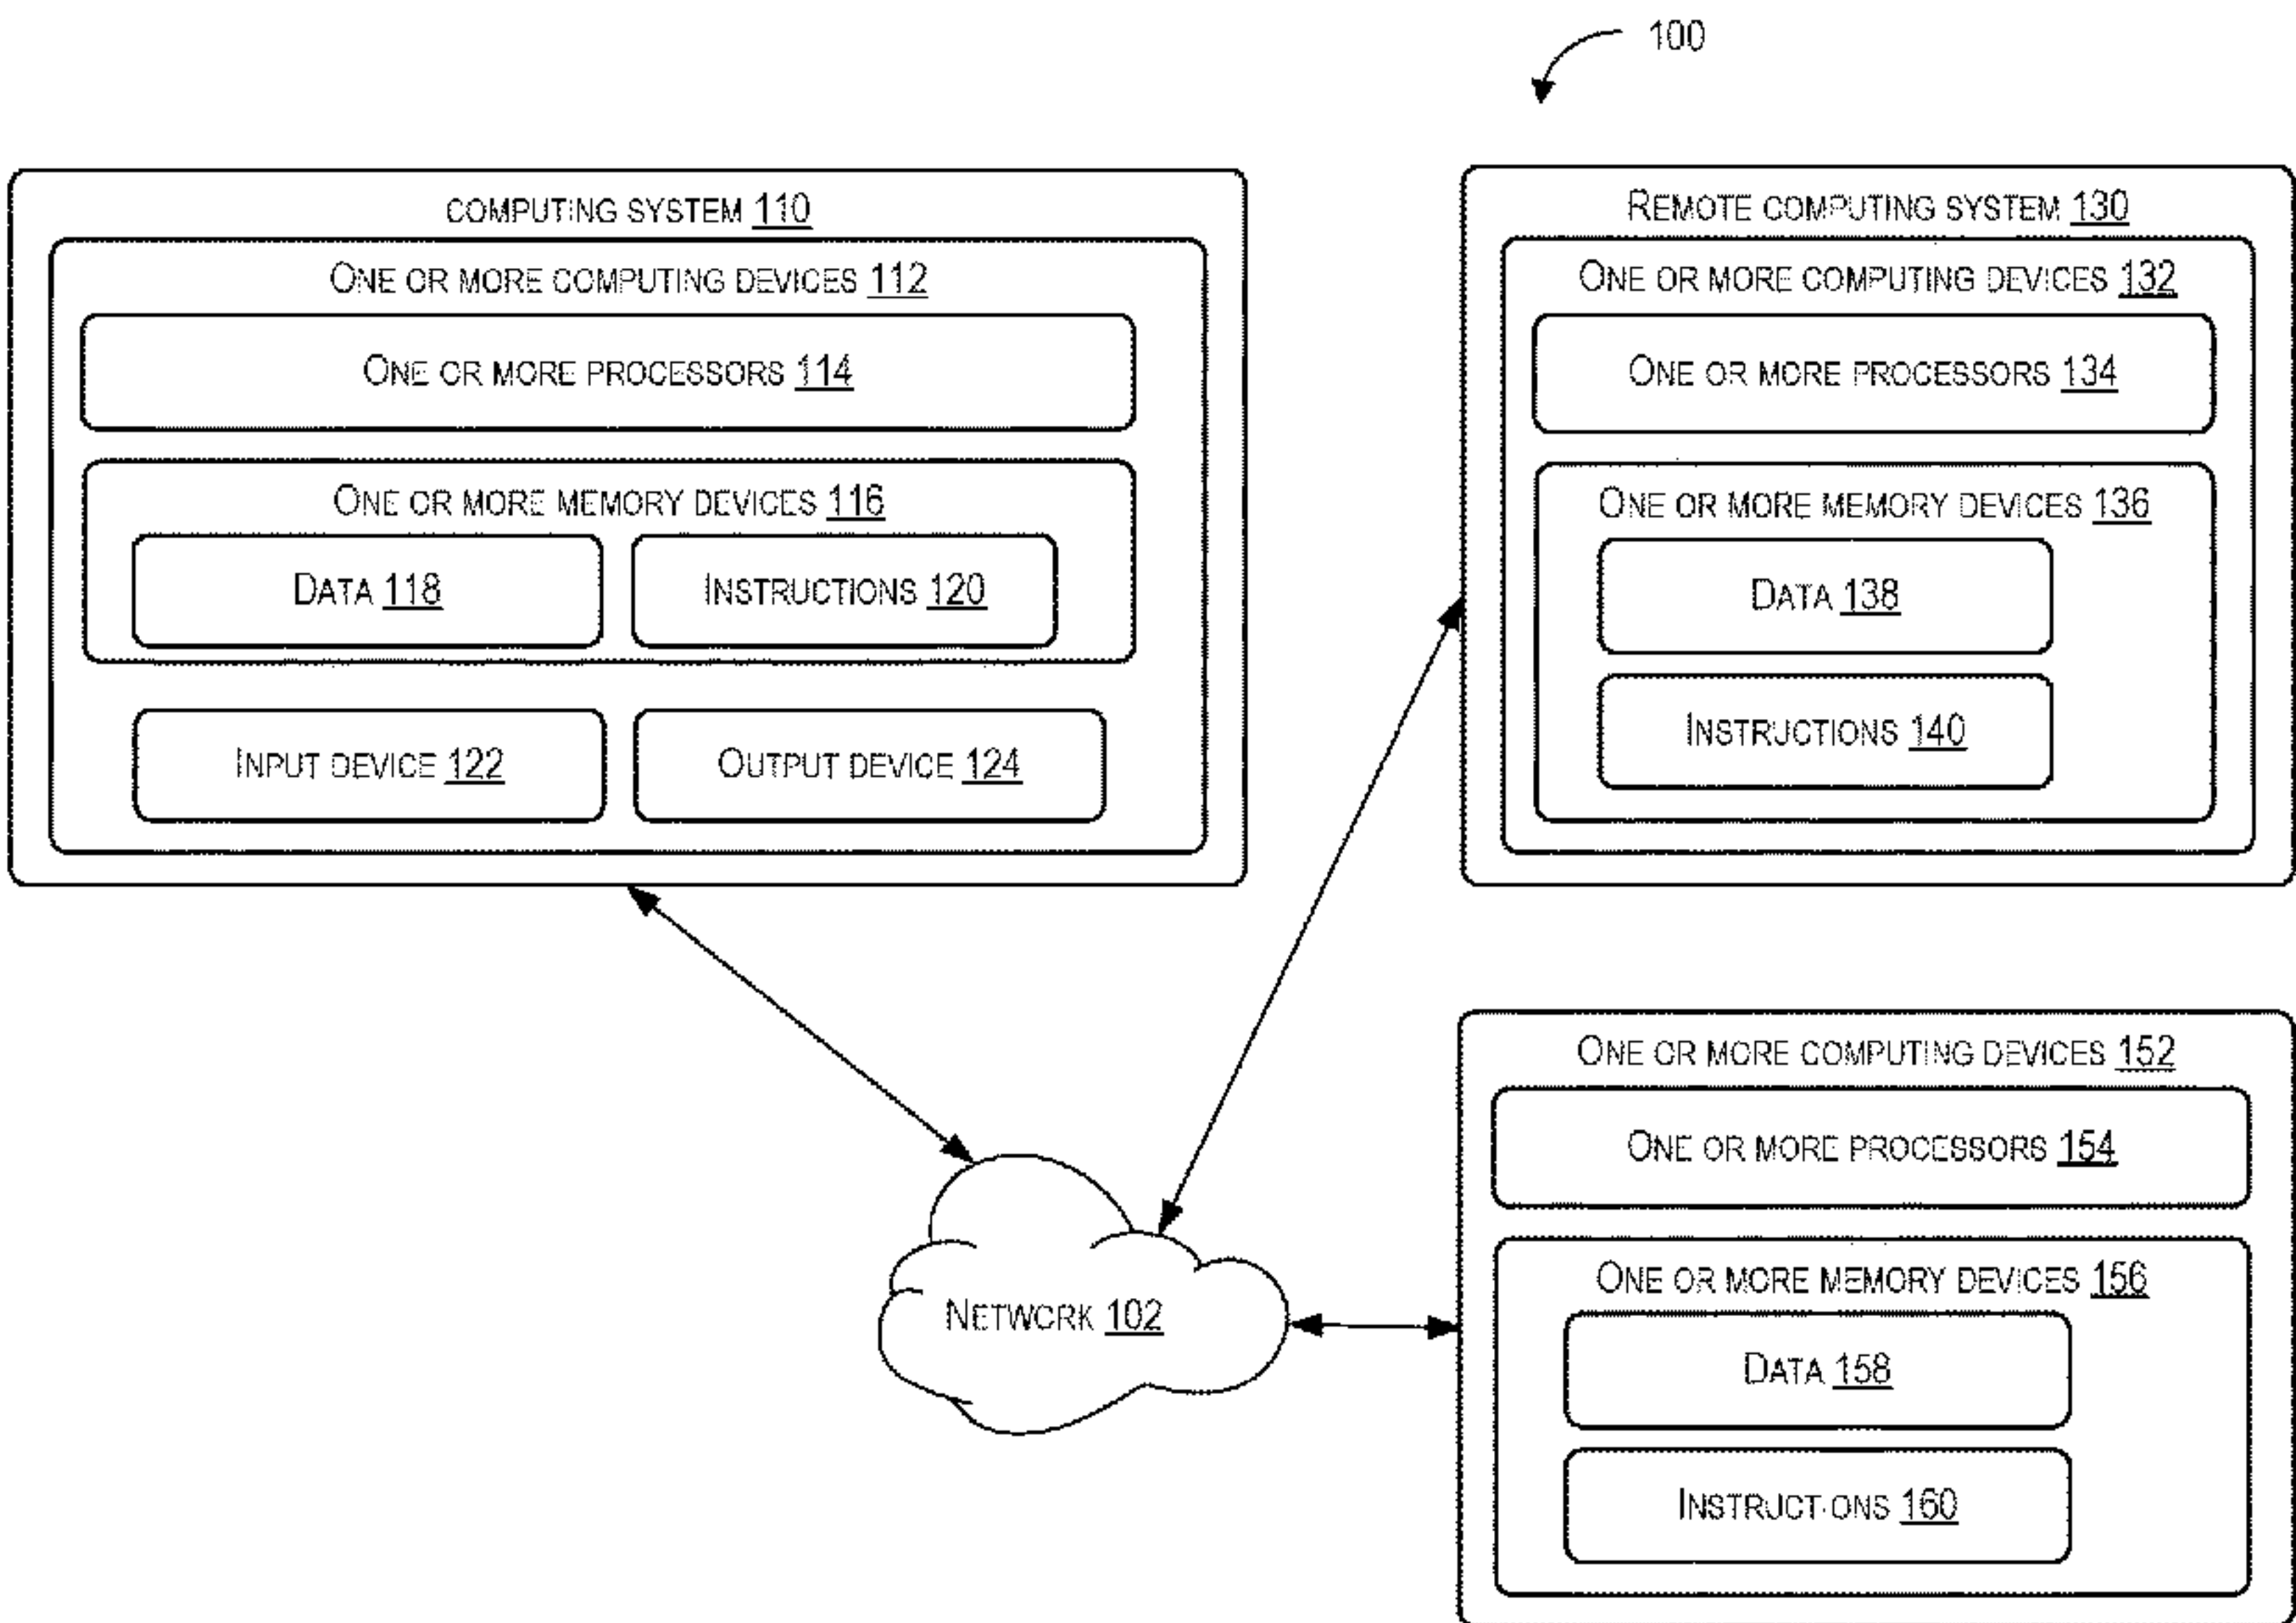 100
COMPUTING SYSTEM 110
ONE OR MORE COMPUTING DEVICES 112
ONE OR MORE PROCESSORS 114
ONE OR MORE MEMORY DEVICES 116
DATA 118
INSTRUCTIONS 120
INPUT DEVICE 122
OUTPUT DEVICE 124
REMOTE COMPUTING SYSTEM 130
ONE OR MORE COMPUTING DEVICES 132
ONE OR MORE PROCESSORS 134
ONE OR MORE MEMORY DEVICES 136
DATA 138
INSTRUCTIONS 140
NETWORK 102
ONE OR MORE COMPUTING DEVICES 152
ONE OR MORE PROCESSORS 154
ONE OR MORE MEMORY DEVICES 156
DATA 158
INSTRUCTIONS 160